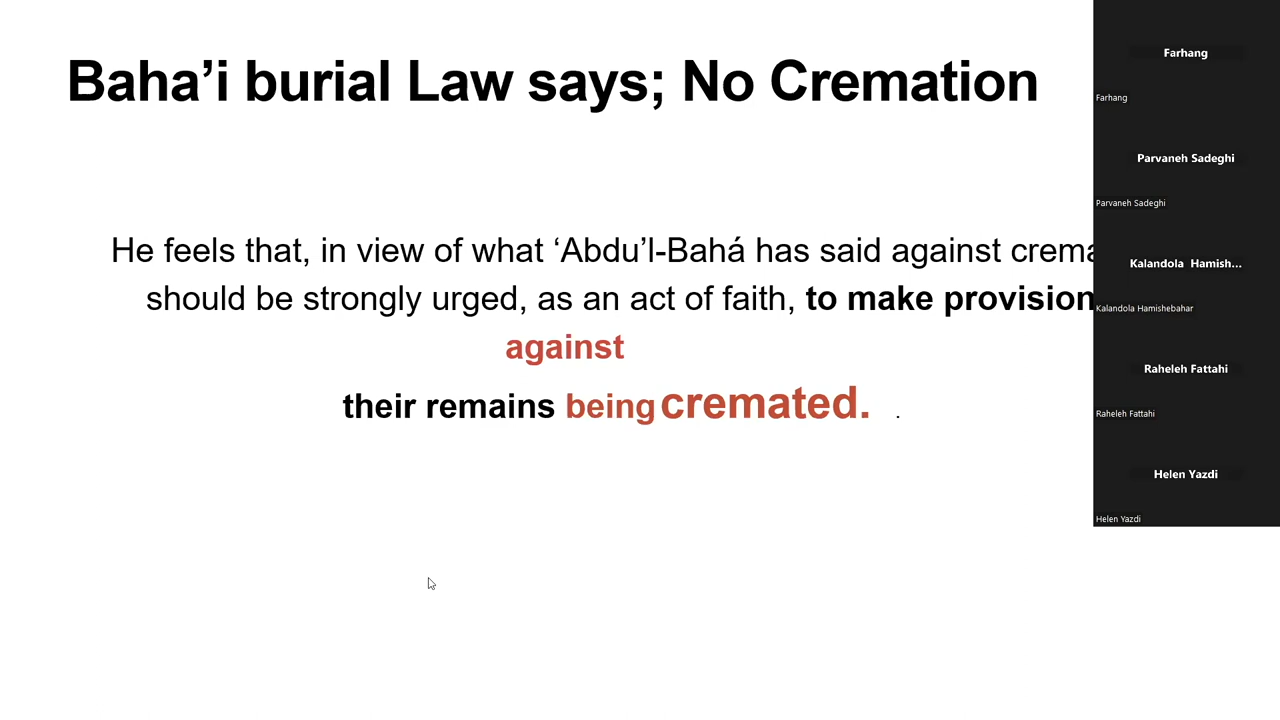 Baha’i burial Law says; No Cremation
He feels that, in view of what ‘Abdu’l-Bahá has said against crema
should be strongly urged, as an act of faith, to make provision
against
their remains being cremated. .
Farhang
Farhang
Parvaneh Sadeghi
Parvaneh Sadeghi
Kalandola Hamish...
Kalandola Hamishebahar
Raheleh Fattahi
Raheleh Fattahi
Helen Yazdi
Helen Yazdi